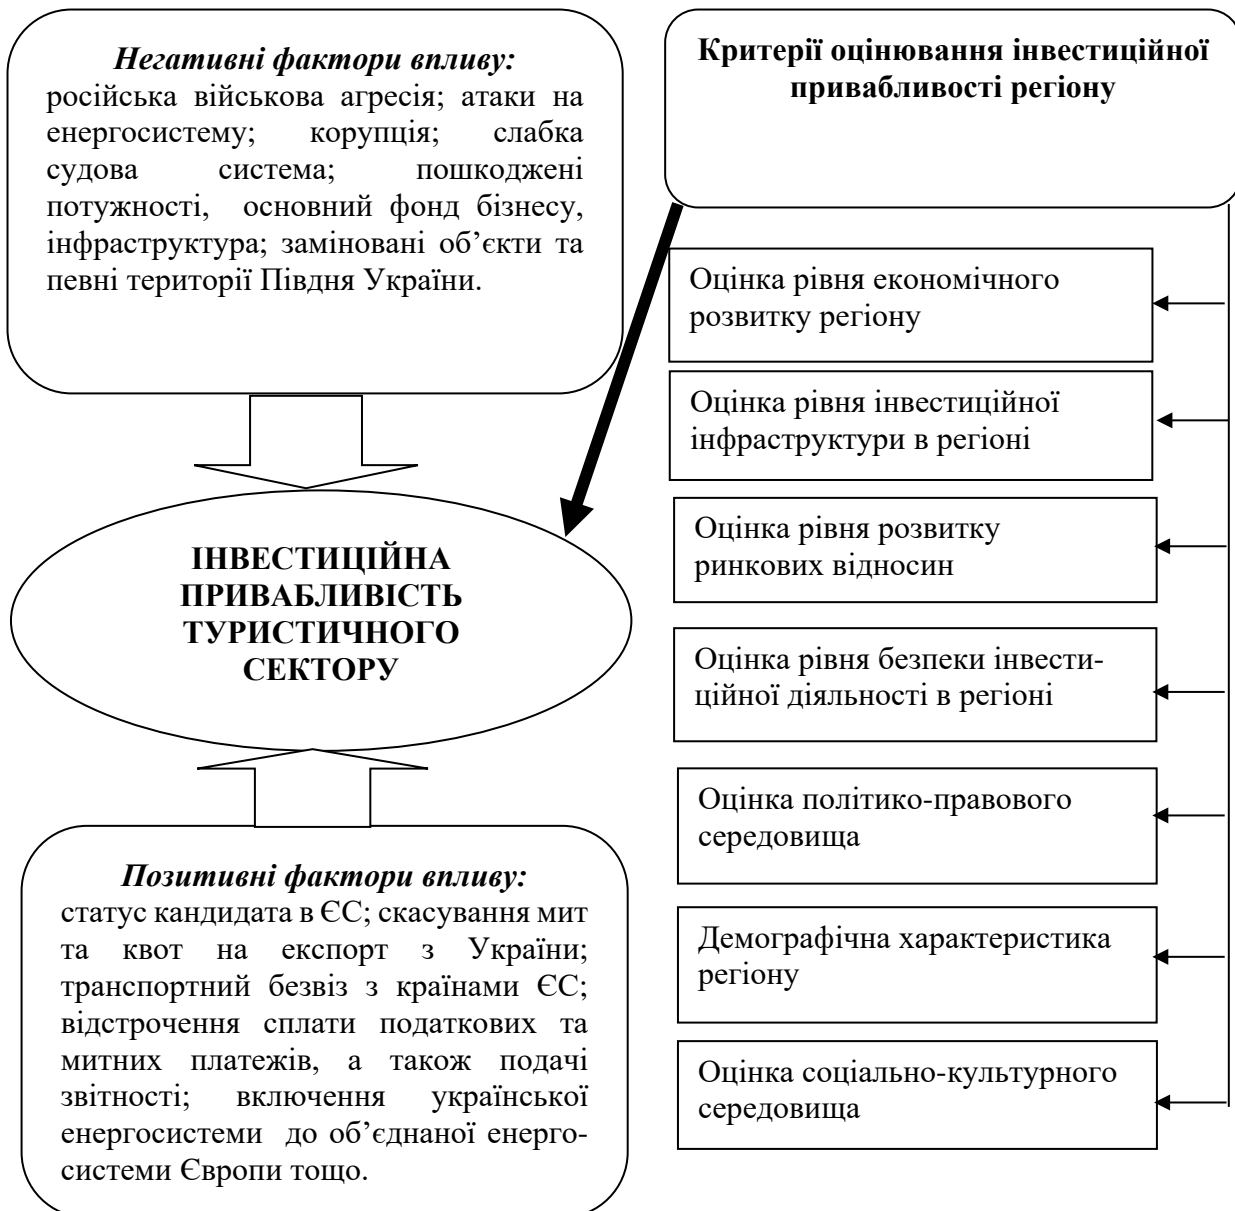 Негативні фактори впливу:
російська військова агресія; атаки на
енергосистему; корупція; слабка
судова система; пошкоджені
потужності, основний фонд бізнесу,
інфраструктура; заміновані об’єкти та
певні території Півдня України.
ІНВЕСТИЦІЙНА
ПРИВАБЛИВІСТЬ
ТУРИСТИЧНОГО
СЕКТОРУ
Позитивні фактори впливу:
статус кандидата в ЄС; скасування мит
та квот на експорт з України;
транспортний безвіз з країнами ЄС;
відстрочення сплати податкових та
митних платежів, а також подачі
звітності; включення української
енергосистеми до об’єднаної енерго-
системи Європи тощо.
Критерії оцінювання інвестиційної
привабливості регіону
Оцінка рівня економічного
розвитку регіону
Оцінка рівня інвестиційної
інфраструктури в регіоні
Оцінка рівня розвитку
ринкових відносин
Оцінка рівня безпеки інвести-
ційної діяльності в регіоні
Оцінка політико-правового
середовища
Демографічна характеристика
регіону
Оцінка соціально-культурного
середовища